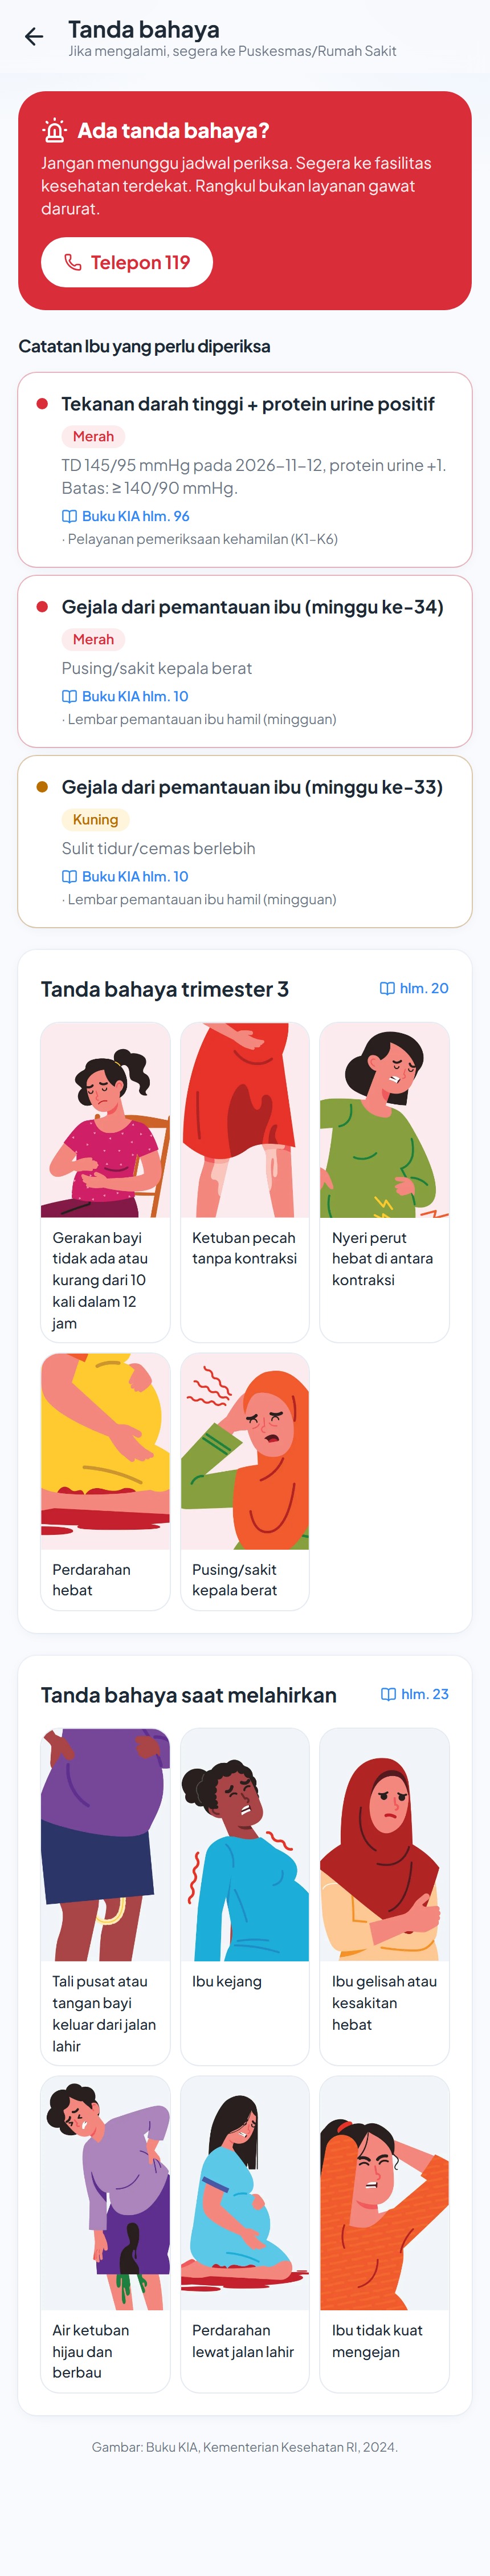 Tanda bahaya
Jika mengalami, segera ke Puskesmas/Rumah Sakit
Ada tanda bahaya?
Jangan menunggu jadwal periksa. Segera ke fasilitas
kesehatan terdekat. Rangkul bukan layanan gawat
darurat.
Telepon 119
Catatan Ibu yang perlu diperiksa
Tekanan darah tinggi + protein urine positif
Merah
TD 145/95 mmHg pada 2026-11-12, protein urine +1.
Batas: ≥ 140/90 mmHg.
Buku KIA hlm. 96
· Pelayanan pemeriksaan kehamilan (K1–K6)
Gejala dari pemantauan ibu (minggu ke-34)
Merah
Pusing/sakit kepala berat
Buku KIA hlm. 10
· Lembar pemantauan ibu hamil (mingguan)
Gejala dari pemantauan ibu (minggu ke-33)
Kuning
Sulit tidur/cemas berlebih
Buku KIA hlm. 10
· Lembar pemantauan ibu hamil (mingguan)
Tanda bahaya trimester 3
hlm. 20
Gerakan bayi
tidak ada atau
kurang dari 10
kali dalam 12
jam
Ketuban pecah
tanpa kontraksi
Nyeri perut
hebat di antara
kontraksi
Perdarahan
hebat
Pusing/sakit
kepala berat
Tanda bahaya saat melahirkan
hlm. 23
Tali pusat atau
tangan bayi
keluar dari jalan
lahir
Ibu kejang
Ibu gelisah atau
kesakitan
hebat
Air ketuban
hijau dan
berbau
Perdarahan
lewat jalan lahir
Ibu tidak kuat
mengejan
Gambar: Buku KIA, Kementerian Kesehatan RI, 2024.